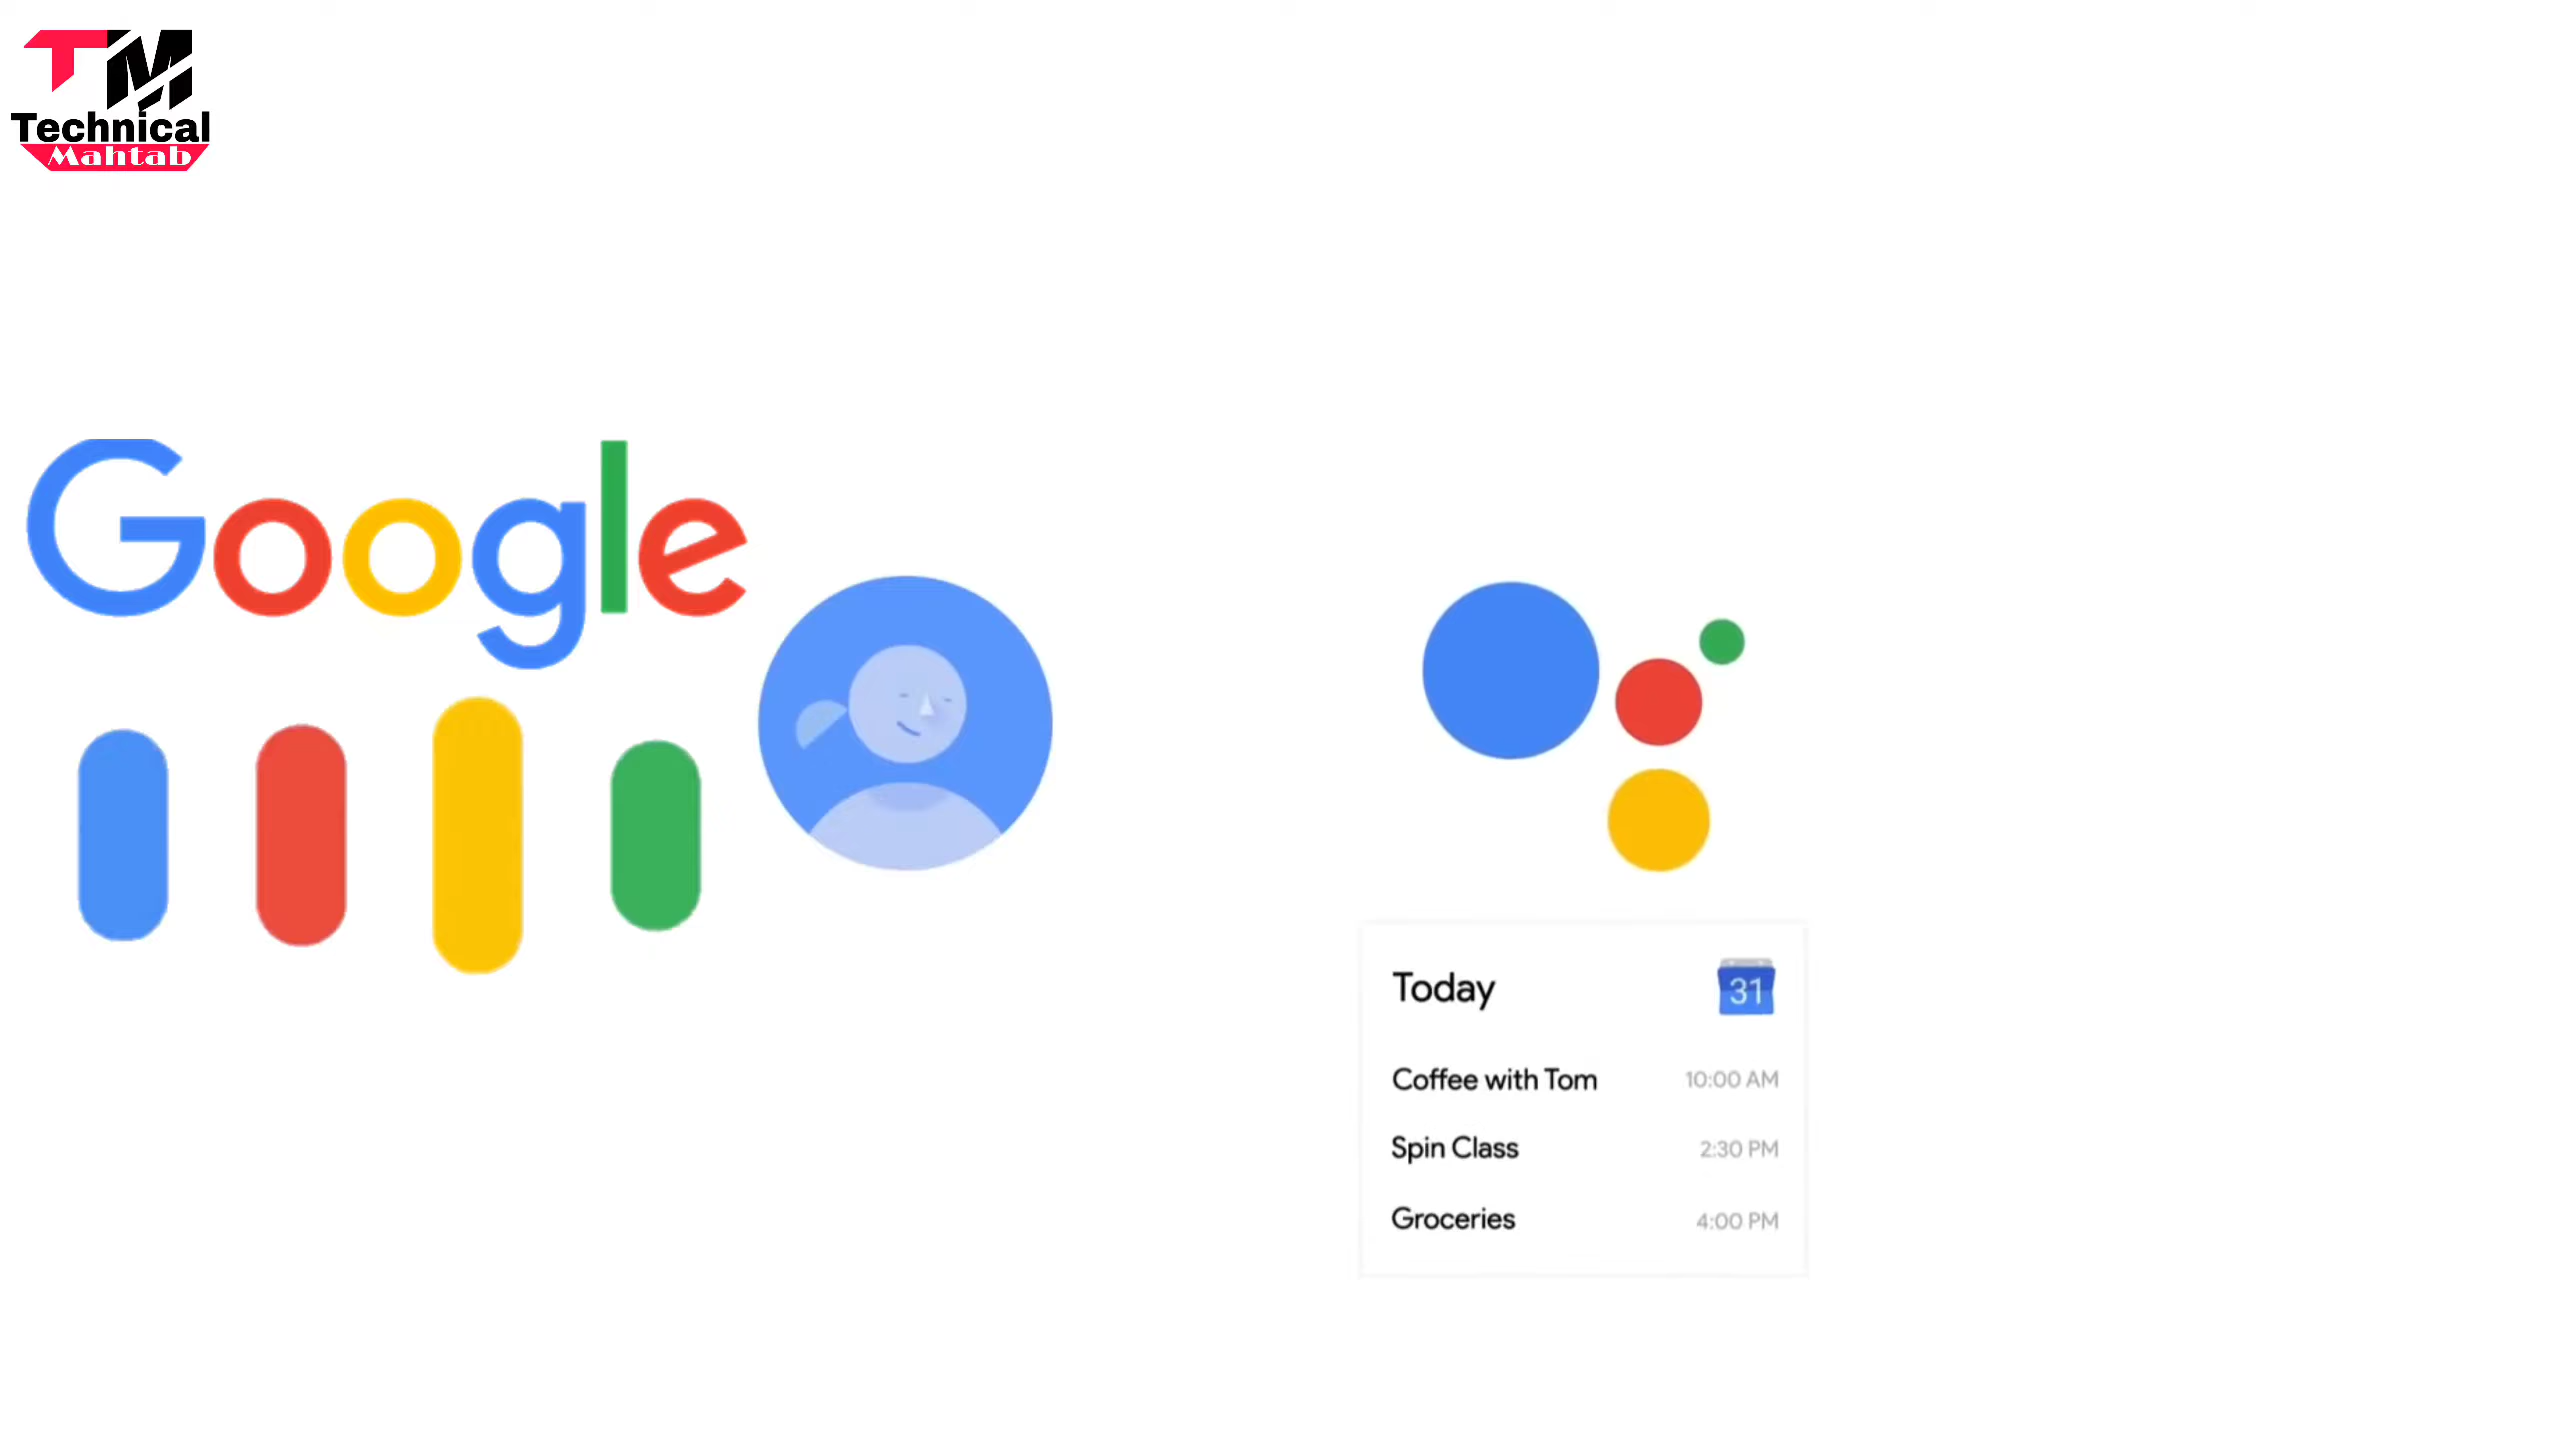 TM
Technical
Mahtab
Google
Today
31
Coffee with Tom 10:00 AM
Spin Class 2:30 PM
Groceries 4:00 PM